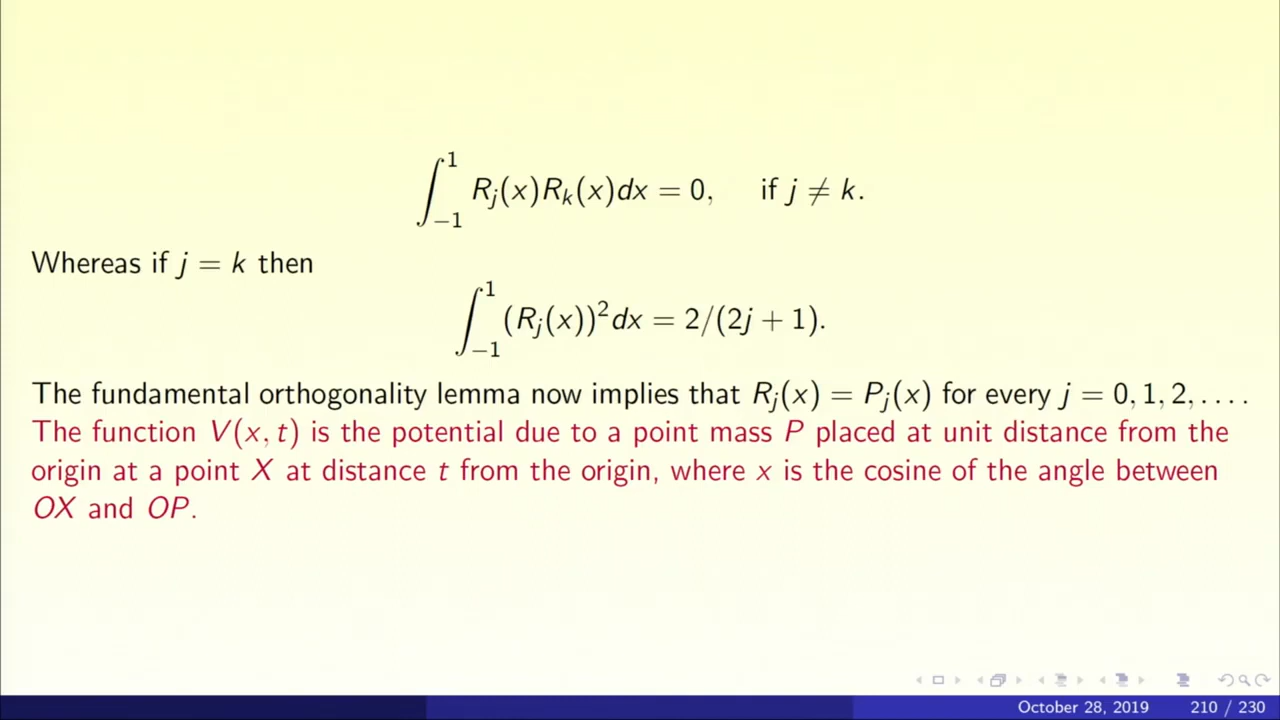 ∫_{-1}^{1} R_j(x)R_k(x)dx = 0, if j ≠ k.
Whereas if j = k then
∫_{-1}^{1} (R_j(x))^2 dx = 2/(2j + 1).
The fundamental orthogonality lemma now implies that R_j(x) = P_j(x) for every j = 0, 1, 2, . . . .
The function V(x, t) is the potential due to a point mass P placed at unit distance from the
origin at a point X at distance t from the origin, where x is the cosine of the angle between
OX and OP.
October 28, 2019 210 / 230